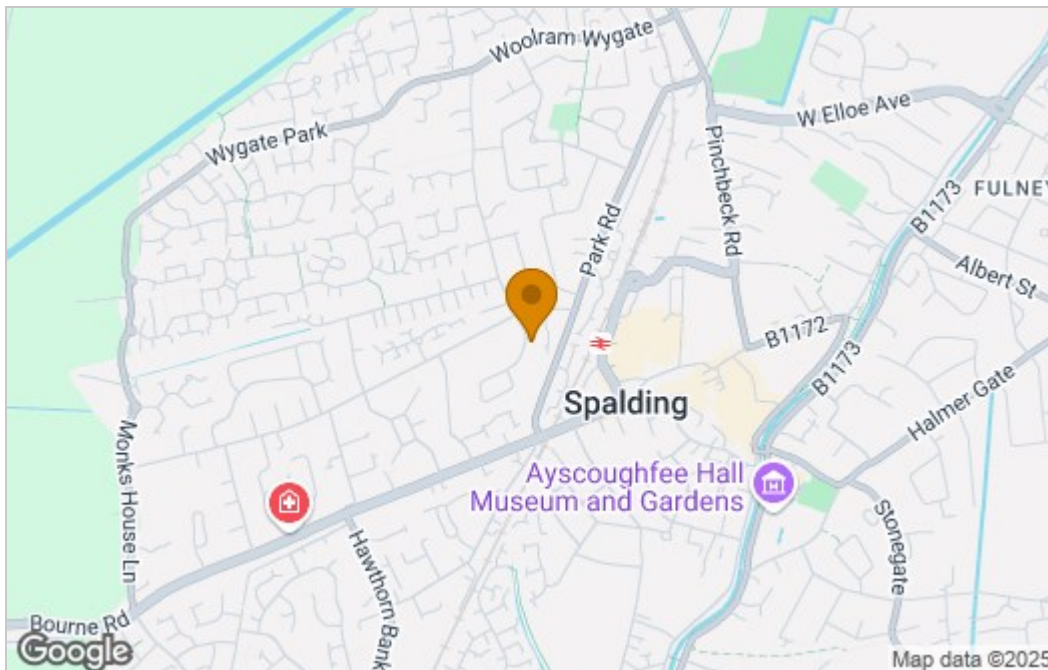 Woolram Wygate
Wygate Park
W Elloe Ave
Pinchbeck Rd
B1173
FULNEY
Park Rd
Albert St
B1172
B1173
Halmer Gate
Spalding
Monks House Ln
Ayscoughfee Hall
Museum and Gardens
Stonegate
Hawthorn Bank
Bourne Rd
Google
Map data ©2025